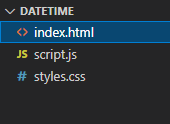 DATETIME
<> index.html
JS script.js
# styles.css